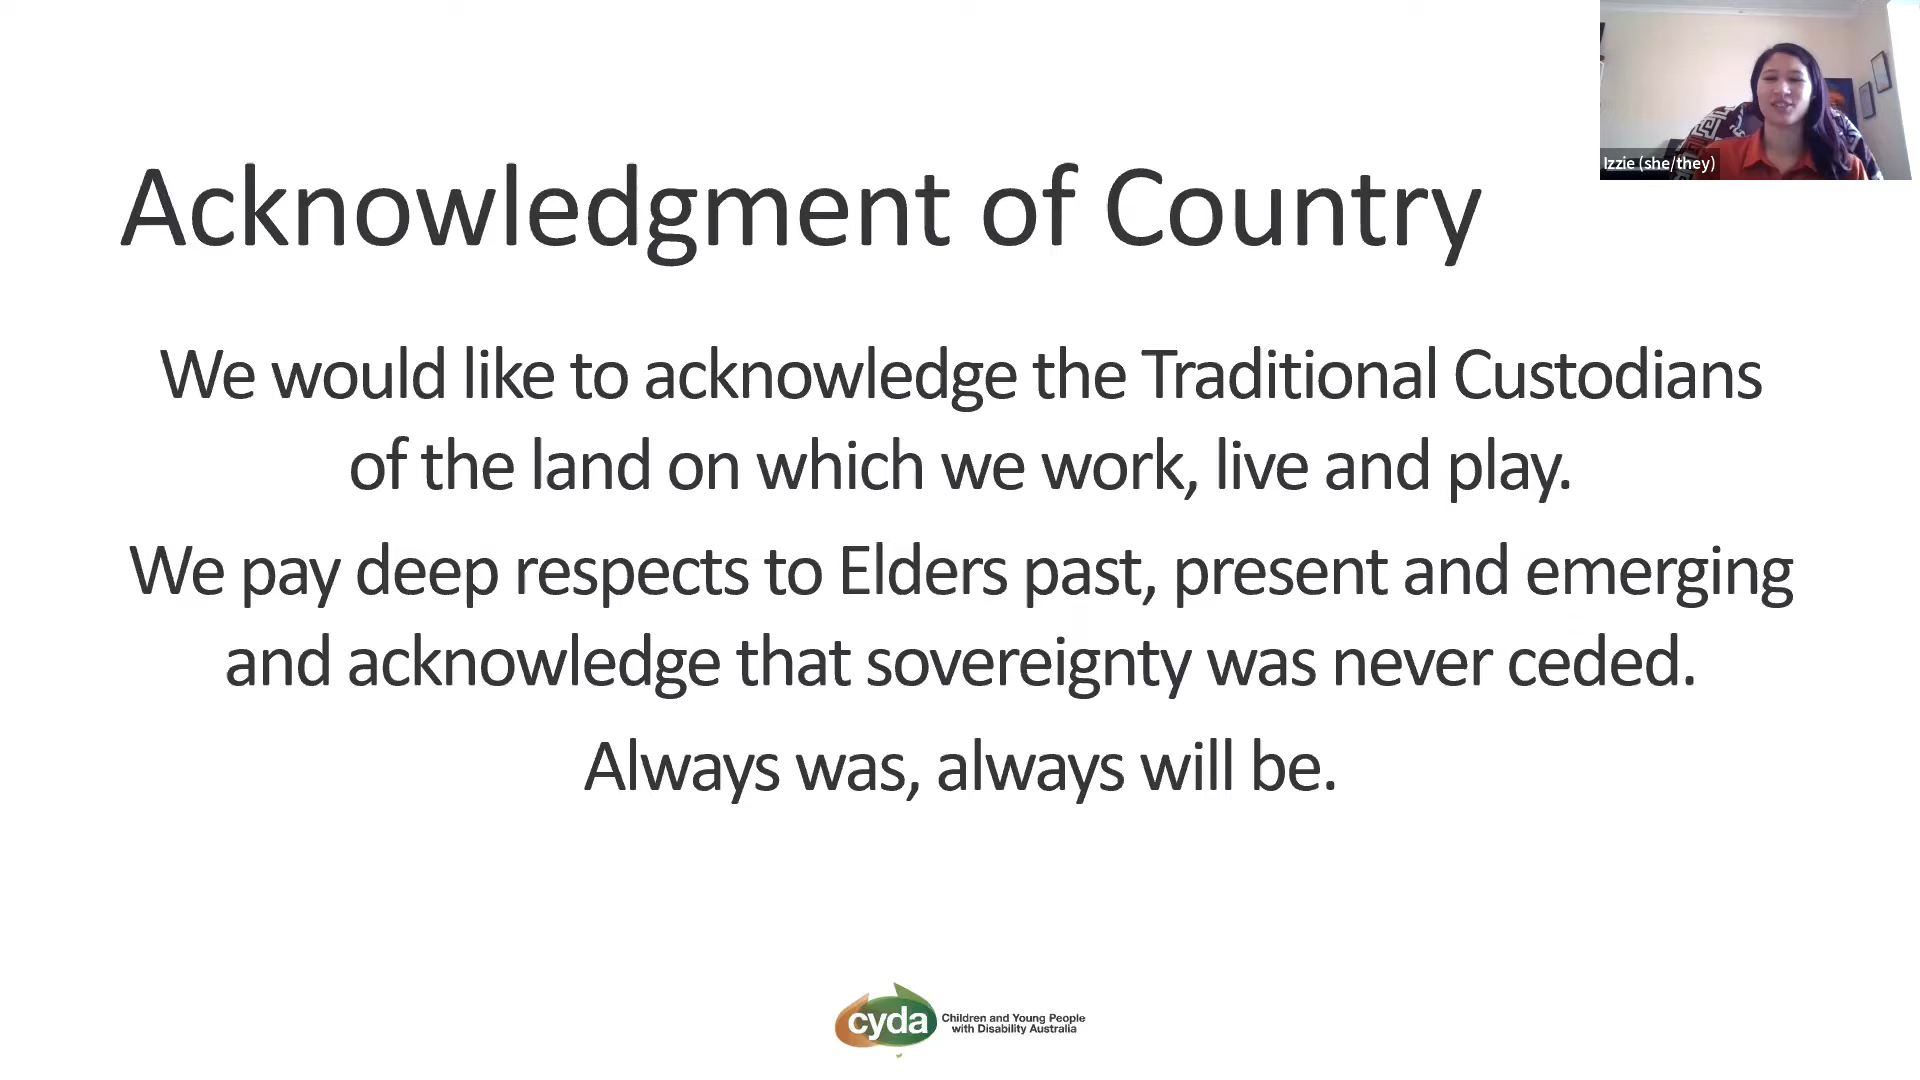 Izzie (she/they)
Acknowledgment of Country
We would like to acknowledge the Traditional Custodians
of the land on which we work, live and play.
We pay deep respects to Elders past, present and emerging
and acknowledge that sovereignty was never ceded.
Always was, always will be.
cyda
Children and Young People
with Disability Australia